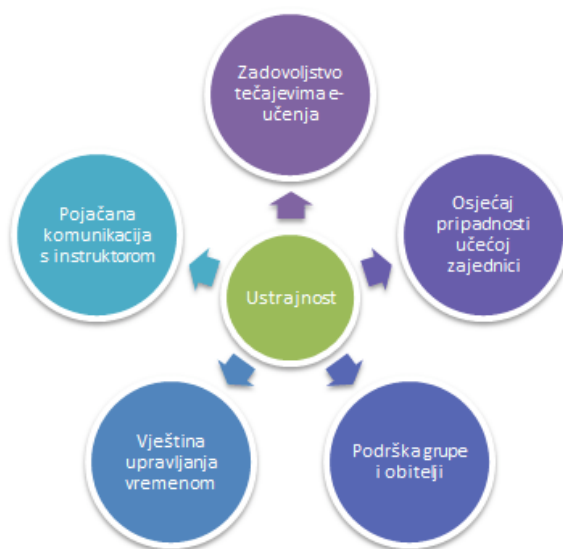 Zadovoljstvo
tečajevima e-
učenja
Pojačana
komunikacija
s instruktorom
Osjećaj
pripadnosti
učećoj
zajednici
Ustrajnost
Vještina
upravljanja
vremenom
Podrška grupe
i obitelji